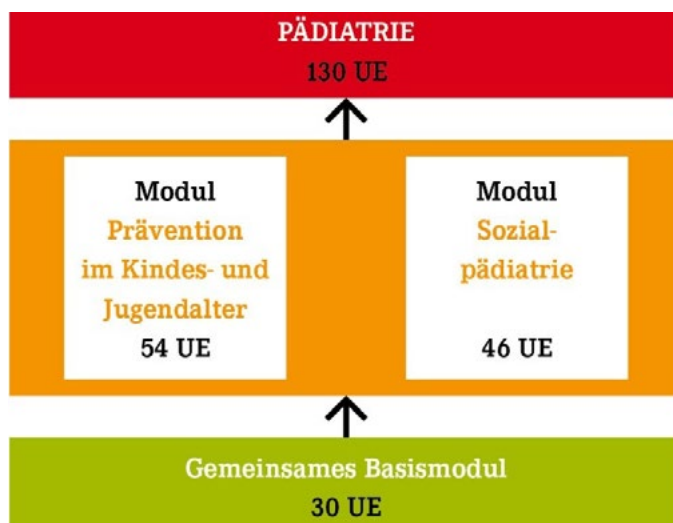 PÄDIATRIE
130 UE
Modul
Prävention
im Kindes- und
Jugendalter
54 UE
Modul
Sozial-
pädiatrie
46 UE
Gemeinsames Basismodul
30 UE